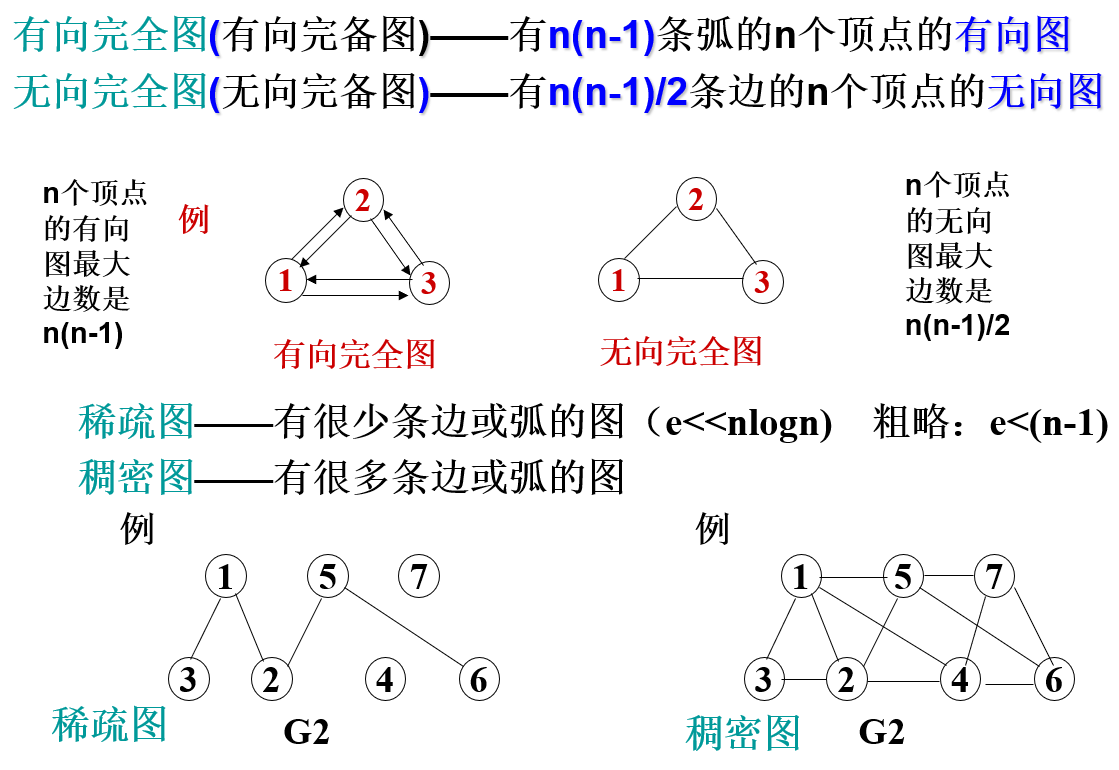 有向完全图(有向完备图)——有n(n-1)条弧的n个顶点的有向图
无向完全图(无向完备图)——有n(n-1)/2条边的n个顶点的无向图
n个顶点
的有向
图最大
边数是
n(n-1)
例
2
1
3
有向完全图
2
1
3
无向完全图
n个顶点
的无向
图最大
边数是
n(n-1)/2
稀疏图——有很少条边或弧的图（e<<nlogn) 粗略：e<(n-1)
稠密图——有很多条边或弧的图
例
1 5 7
3 2 4 6
稀疏图 G2
例
1 5 7
3 2 4 6
稠密图 G2